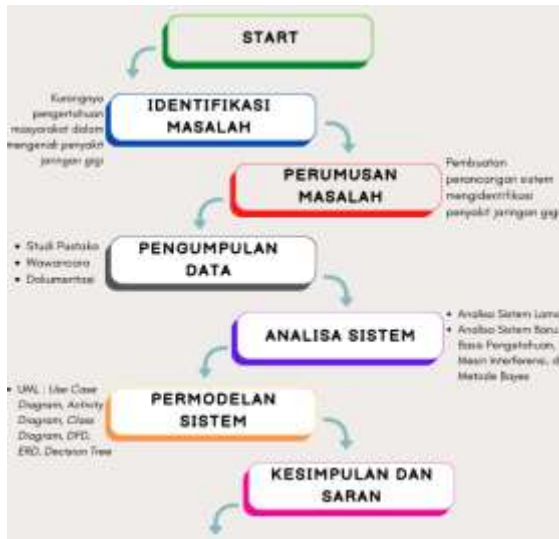 START
Kurangnya
pengertahuan
masyarakat dalam
mengenali penyakit
jaringan gigi
IDENTIFIKASI
MASALAH
PERUMUSAN
MASALAH
Pembuatan
perancangan sistem
mengidentifikasi
penyakit jaringan gigi
• Studi Pustaka
• Wawancara
• Dokumentasi
PENGUMPULAN
DATA
ANALISA SISTEM
• Analisa Sistem Lama
• Analisa Sistem Baru
Basis Pengetahuan,
Mesin Interferensi, d
Metode Bayes
• UML : Use Case
Diagram, Activity
Diagram, Class
Diagram, DFD,
ERD, Decision Tree
PERMODELAN
SISTEM
KESIMPULAN DAN
SARAN